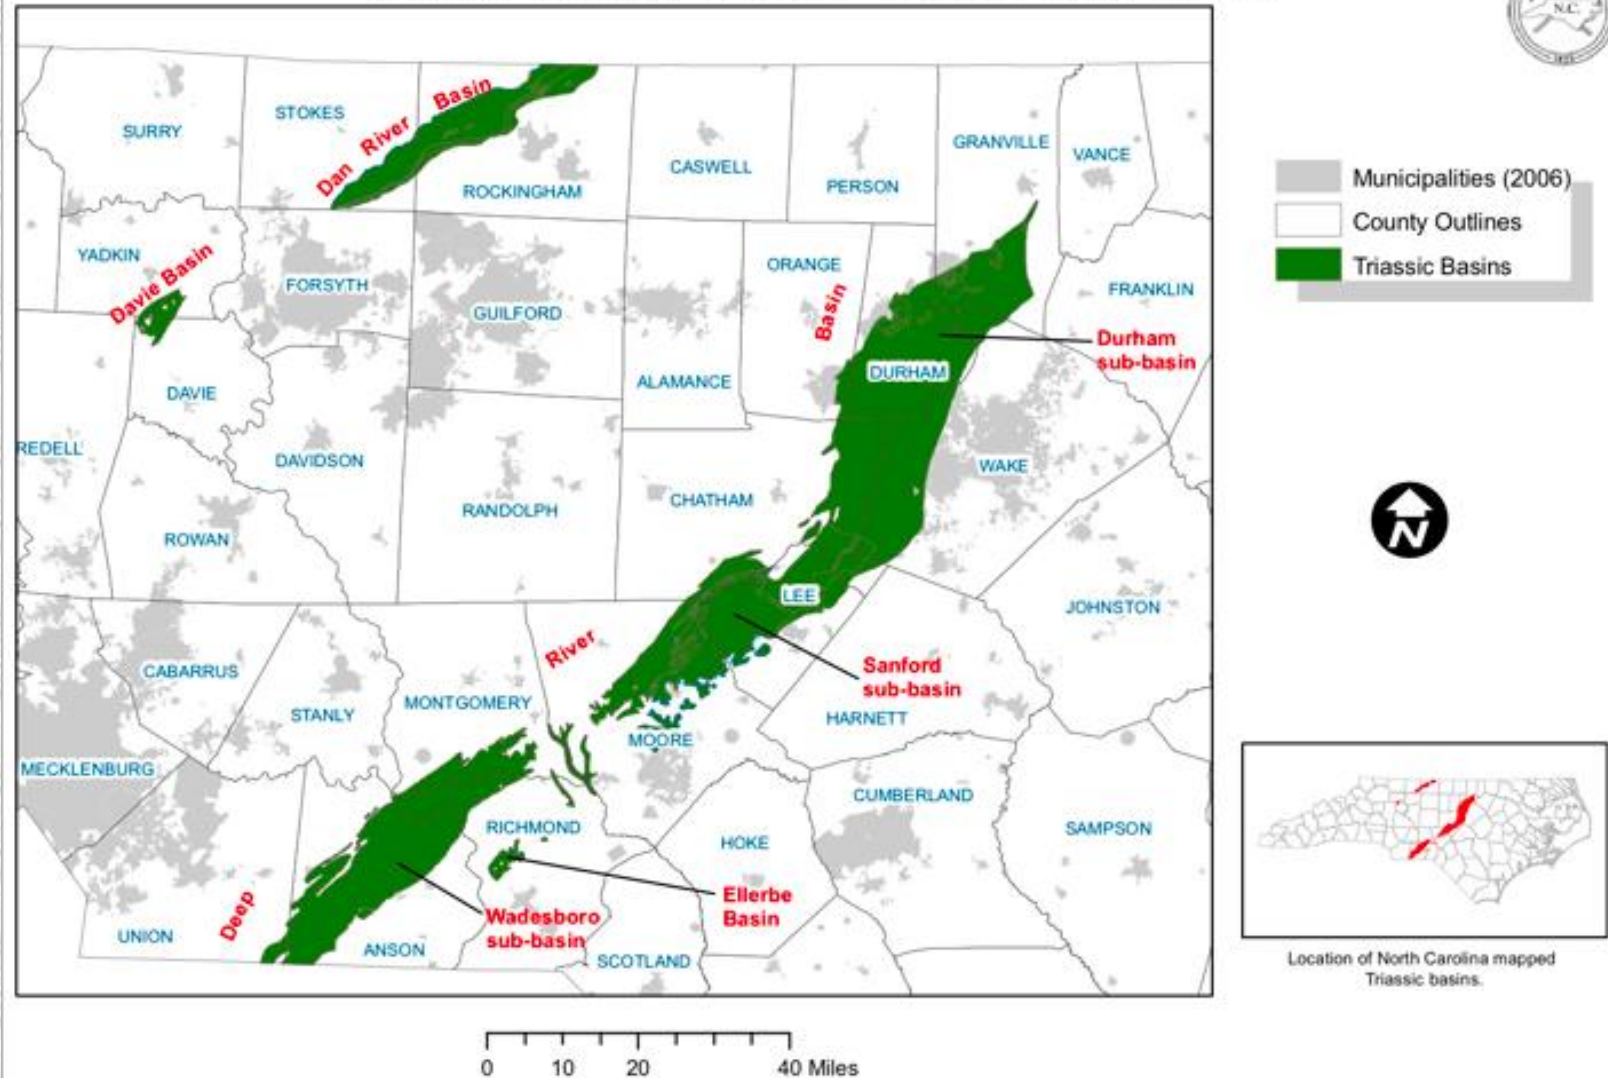 N.C.
SURRY
STOKES
Dan River Basin
ROCKINGHAM
CASWELL
PERSON
GRANVILLE
VANCE
YADKIN
Davie Basin
FORSYTH
GUILFORD
ORANGE
Basin
FRANKLIN
Durham
sub-basin
DAVIE
ALAMANCE
DURHAM
REDELL
DAVIDSON
RANDOLPH
CHATHAM
WAKE
ROWAN
LEE
JOHNSTON
River
CABARRUS
Sanford
sub-basin
STANLY
MONTGOMERY
HARNETT
MOORE
MECKLENBURG
CUMBERLAND
RICHMOND
HOKE
SAMPSON
Ellerbe
Basin
Deep
Wadesboro
sub-basin
UNION
ANSON
SCOTLAND
Municipalities (2006)
County Outlines
Triassic Basins
N
Location of North Carolina mapped
Triassic basins.
0 10 20 40 Miles